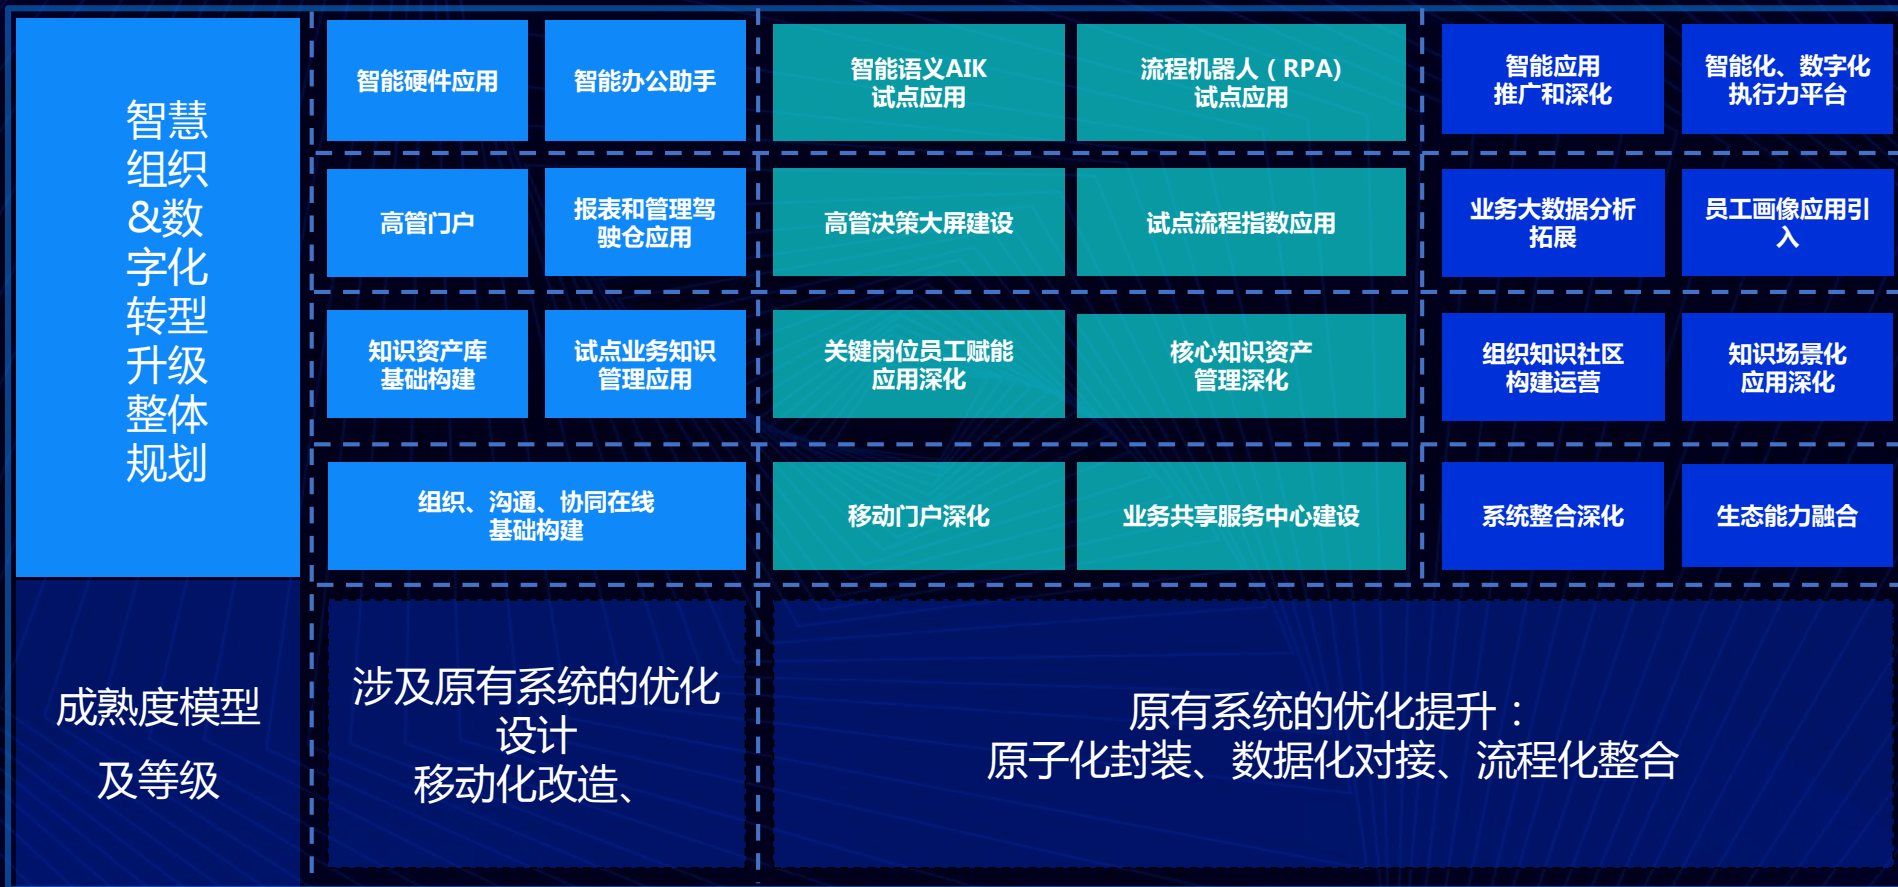 智慧
组织
&数
字化
转型
升级
整体
规划
智能硬件应用
智能办公助手
智能语义AIK
试点应用
流程机器人（RPA)
试点应用
智能应用
推广和深化
智能化、数字化
执行力平台
高管门户
报表和管理驾
驶仓应用
高管决策大屏建设
试点流程指数应用
业务大数据分析
拓展
员工画像应用引
入
知识资产库
基础构建
试点业务知识
管理应用
关键岗位员工赋能
应用深化
核心知识资产
管理深化
组织知识社区
构建运营
知识场景化
应用深化
组织、沟通、协同在线
基础构建
移动门户深化
业务共享服务中心建设
系统整合深化
生态能力融合
成熟度模型
及等级
涉及原有系统的优化
设计
移动化改造、
原有系统的优化提升：
原子化封装、数据化对接、流程化整合